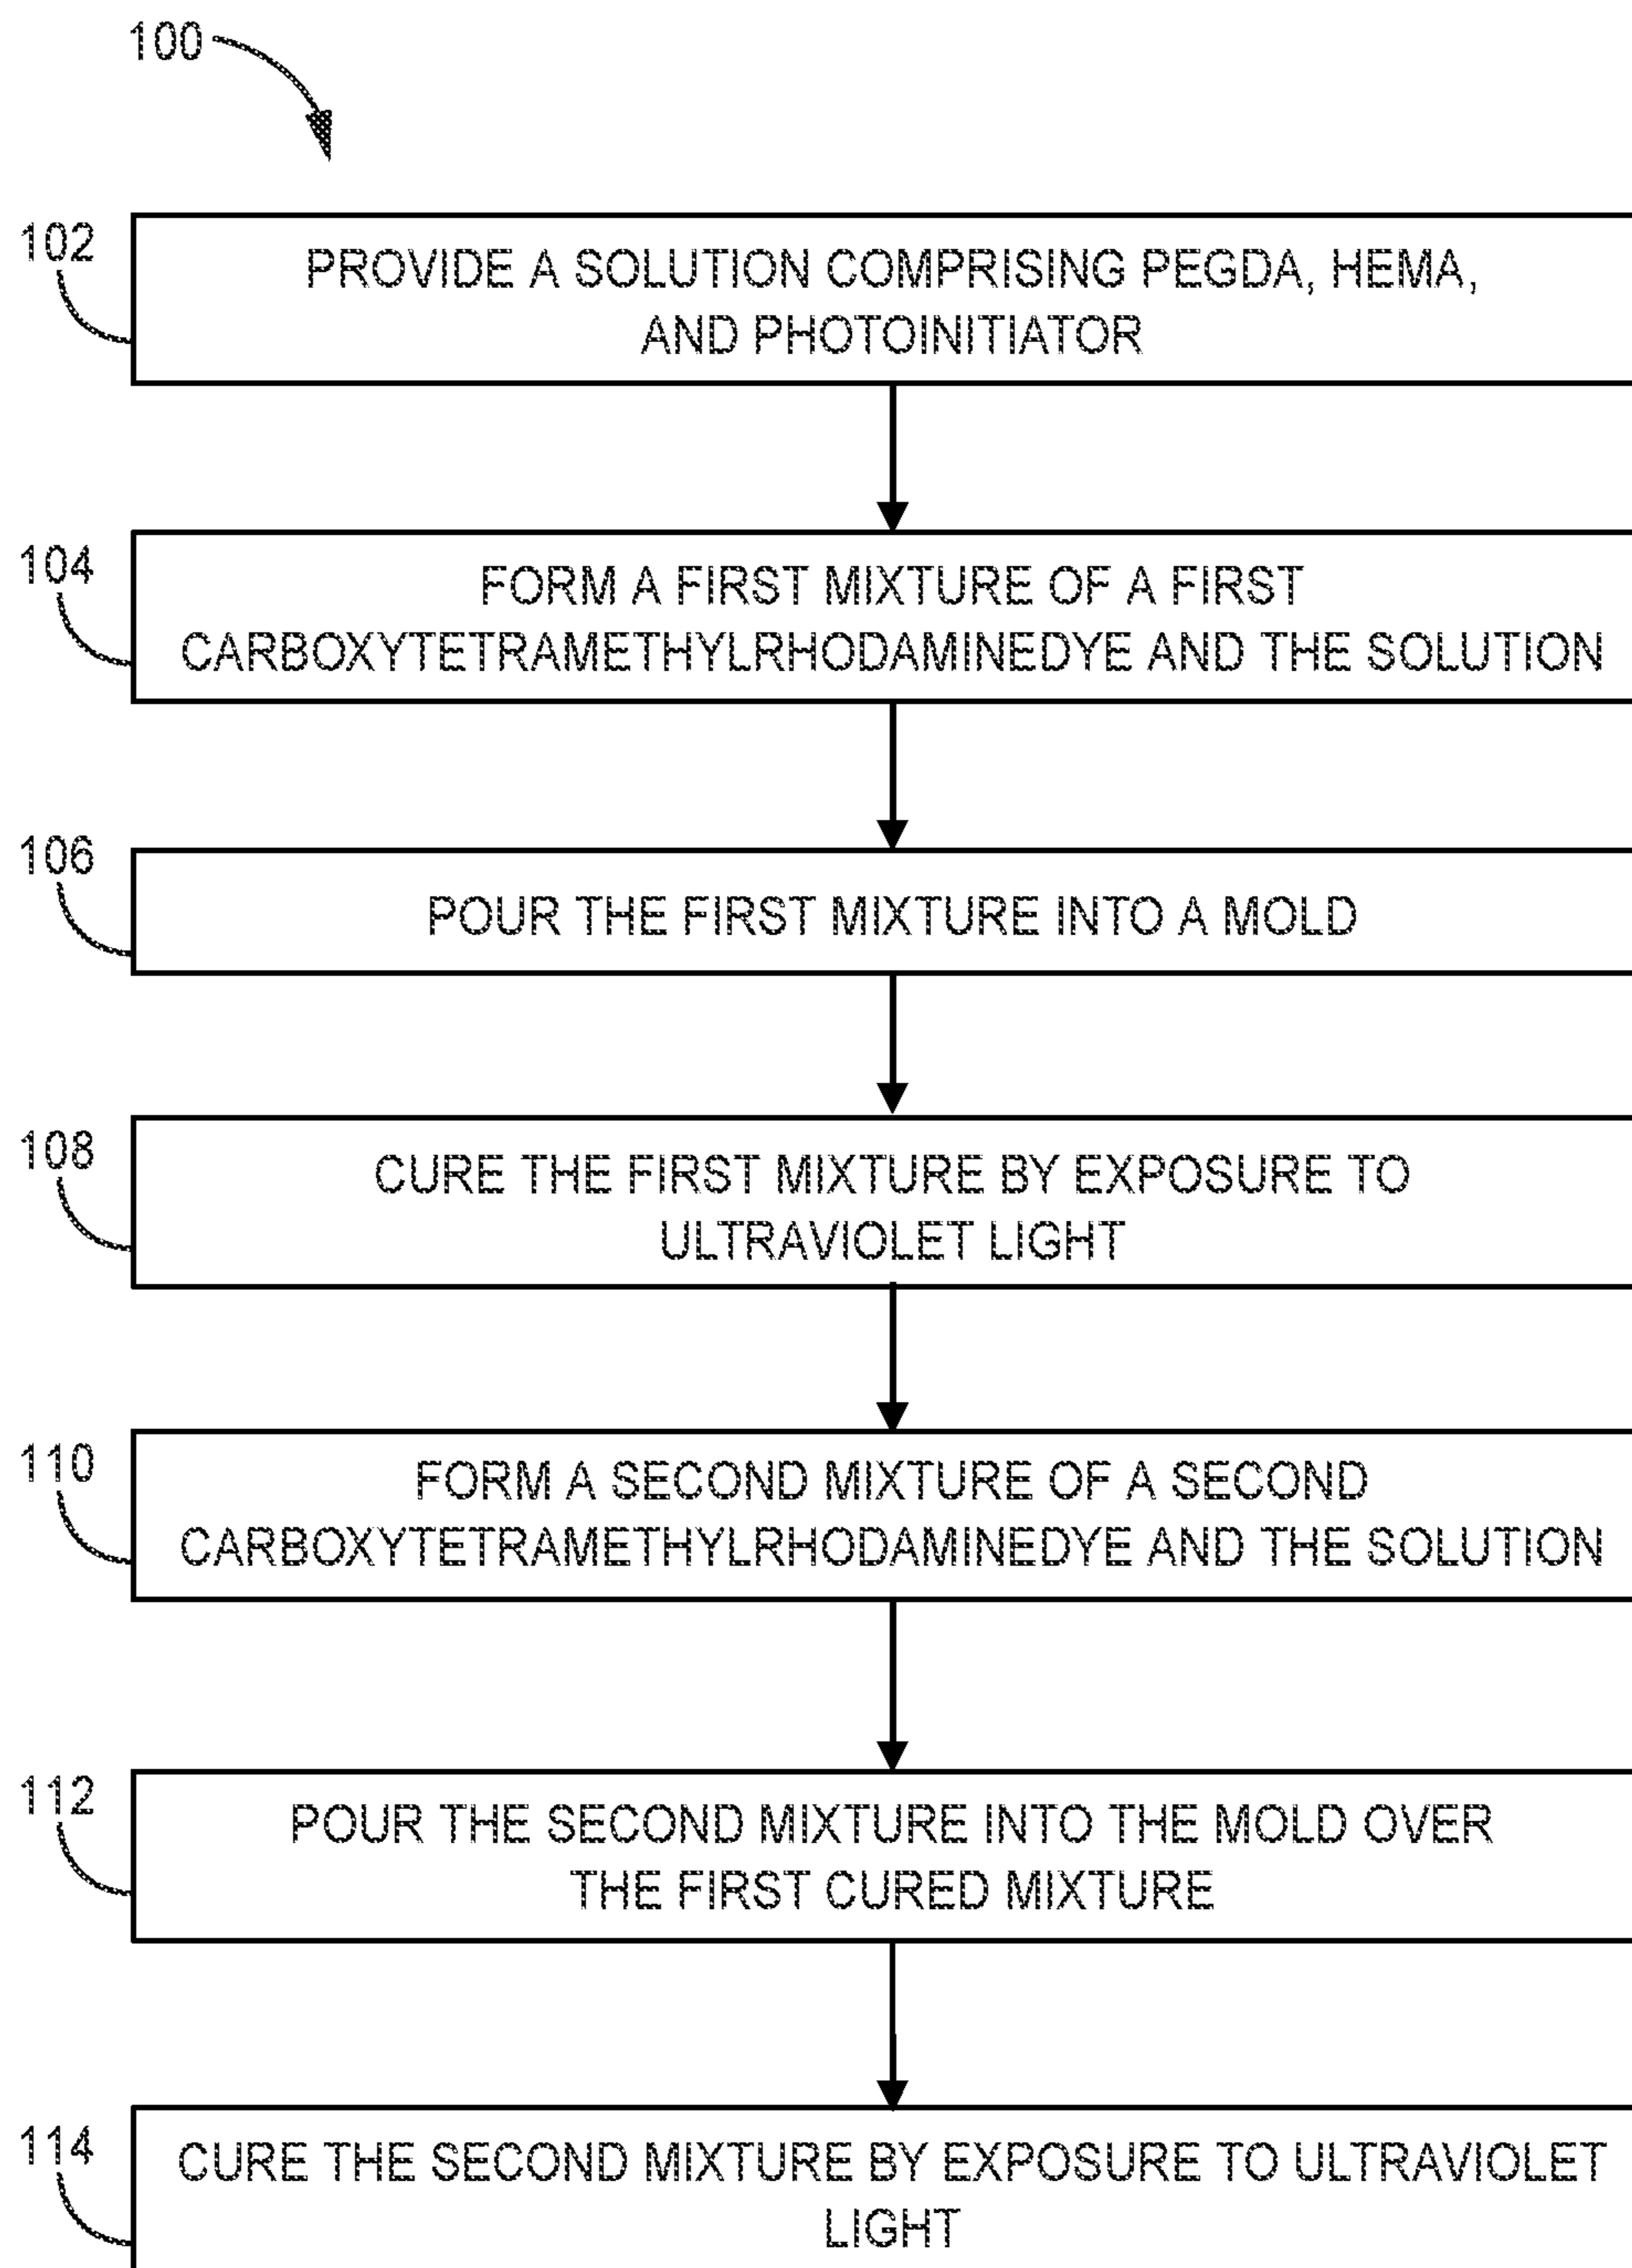 100
102
PROVIDE A SOLUTION COMPRISING PEGDA, HEMA,
AND PHOTOINITIATOR
104
FORM A FIRST MIXTURE OF A FIRST
CARBOXYTETRAMETHYLRHODAMINEDYE AND THE SOLUTION
106
POUR THE FIRST MIXTURE INTO A MOLD
108
CURE THE FIRST MIXTURE BY EXPOSURE TO
ULTRAVIOLET LIGHT
110
FORM A SECOND MIXTURE OF A SECOND
CARBOXYTETRAMETHYLRHODAMINEDYE AND THE SOLUTION
112
POUR THE SECOND MIXTURE INTO THE MOLD OVER
THE FIRST CURED MIXTURE
114
CURE THE SECOND MIXTURE BY EXPOSURE TO ULTRAVIOLET
LIGHT